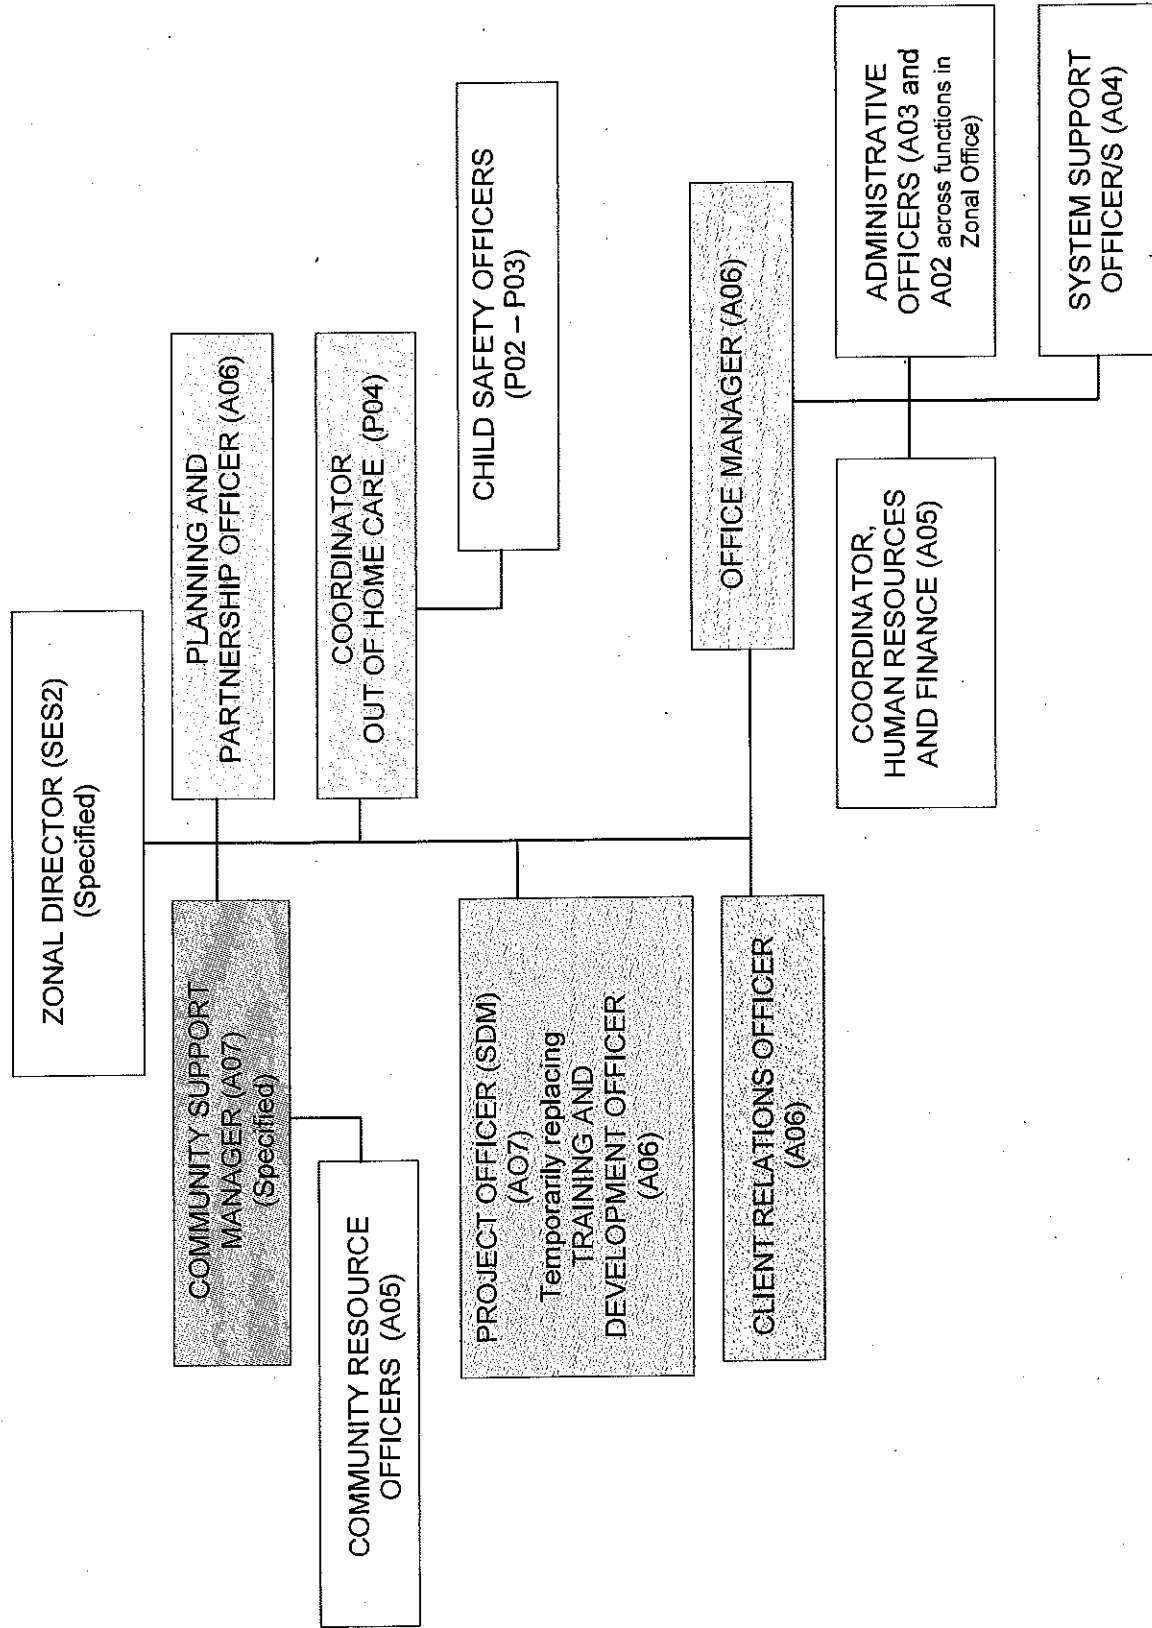 ZONAL DIRECTOR (SES2)
(Specified)
COMMUNITY SUPPORT
MANAGER (A07)
(Specified)
PLANNING AND
PARTNERSHIP OFFICER (A06)
COMMUNITY RESOURCE
OFFICERS (A05)
COORDINATOR
OUT OF HOME CARE (P04)
CHILD SAFETY OFFICERS
(P02 – P03)
PROJECT OFFICER (SDM)
(AO7)
Temporarily replacing
TRAINING AND
DEVELOPMENT OFFICER
(A06)
CLIENT RELATIONS OFFICER
(A06)
OFFICE MANAGER (A06)
COORDINATOR,
HUMAN RESOURCES
AND FINANCE (A05)
ADMINISTRATIVE
OFFICERS (A03 and
A02 across functions in
Zonal Office)
SYSTEM SUPPORT
OFFICER/S (A04)